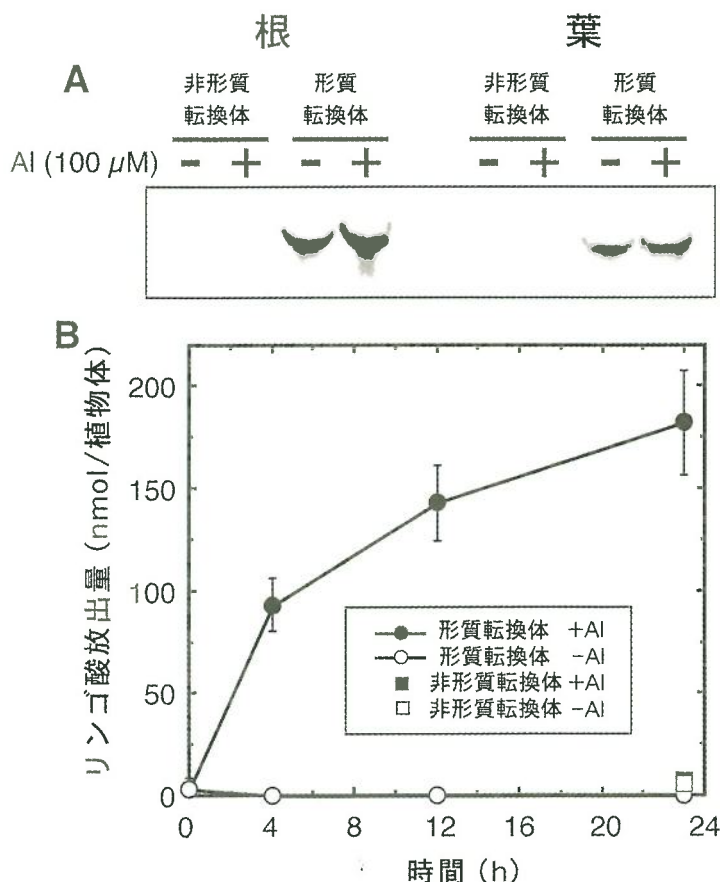 根 葉
A
非形質 形質 非形質 形質
転換体 転換体 転換体 転換体
Al (100 μM) − + − + − + − +
B
リンゴ酸放出量 (nmol/植物体)
200
150
100
50
0
形質転換体 +Al
形質転換体 −Al
非形質転換体 +Al
非形質転換体 −Al
0 4 8 12 16 20 24
時間 (h)